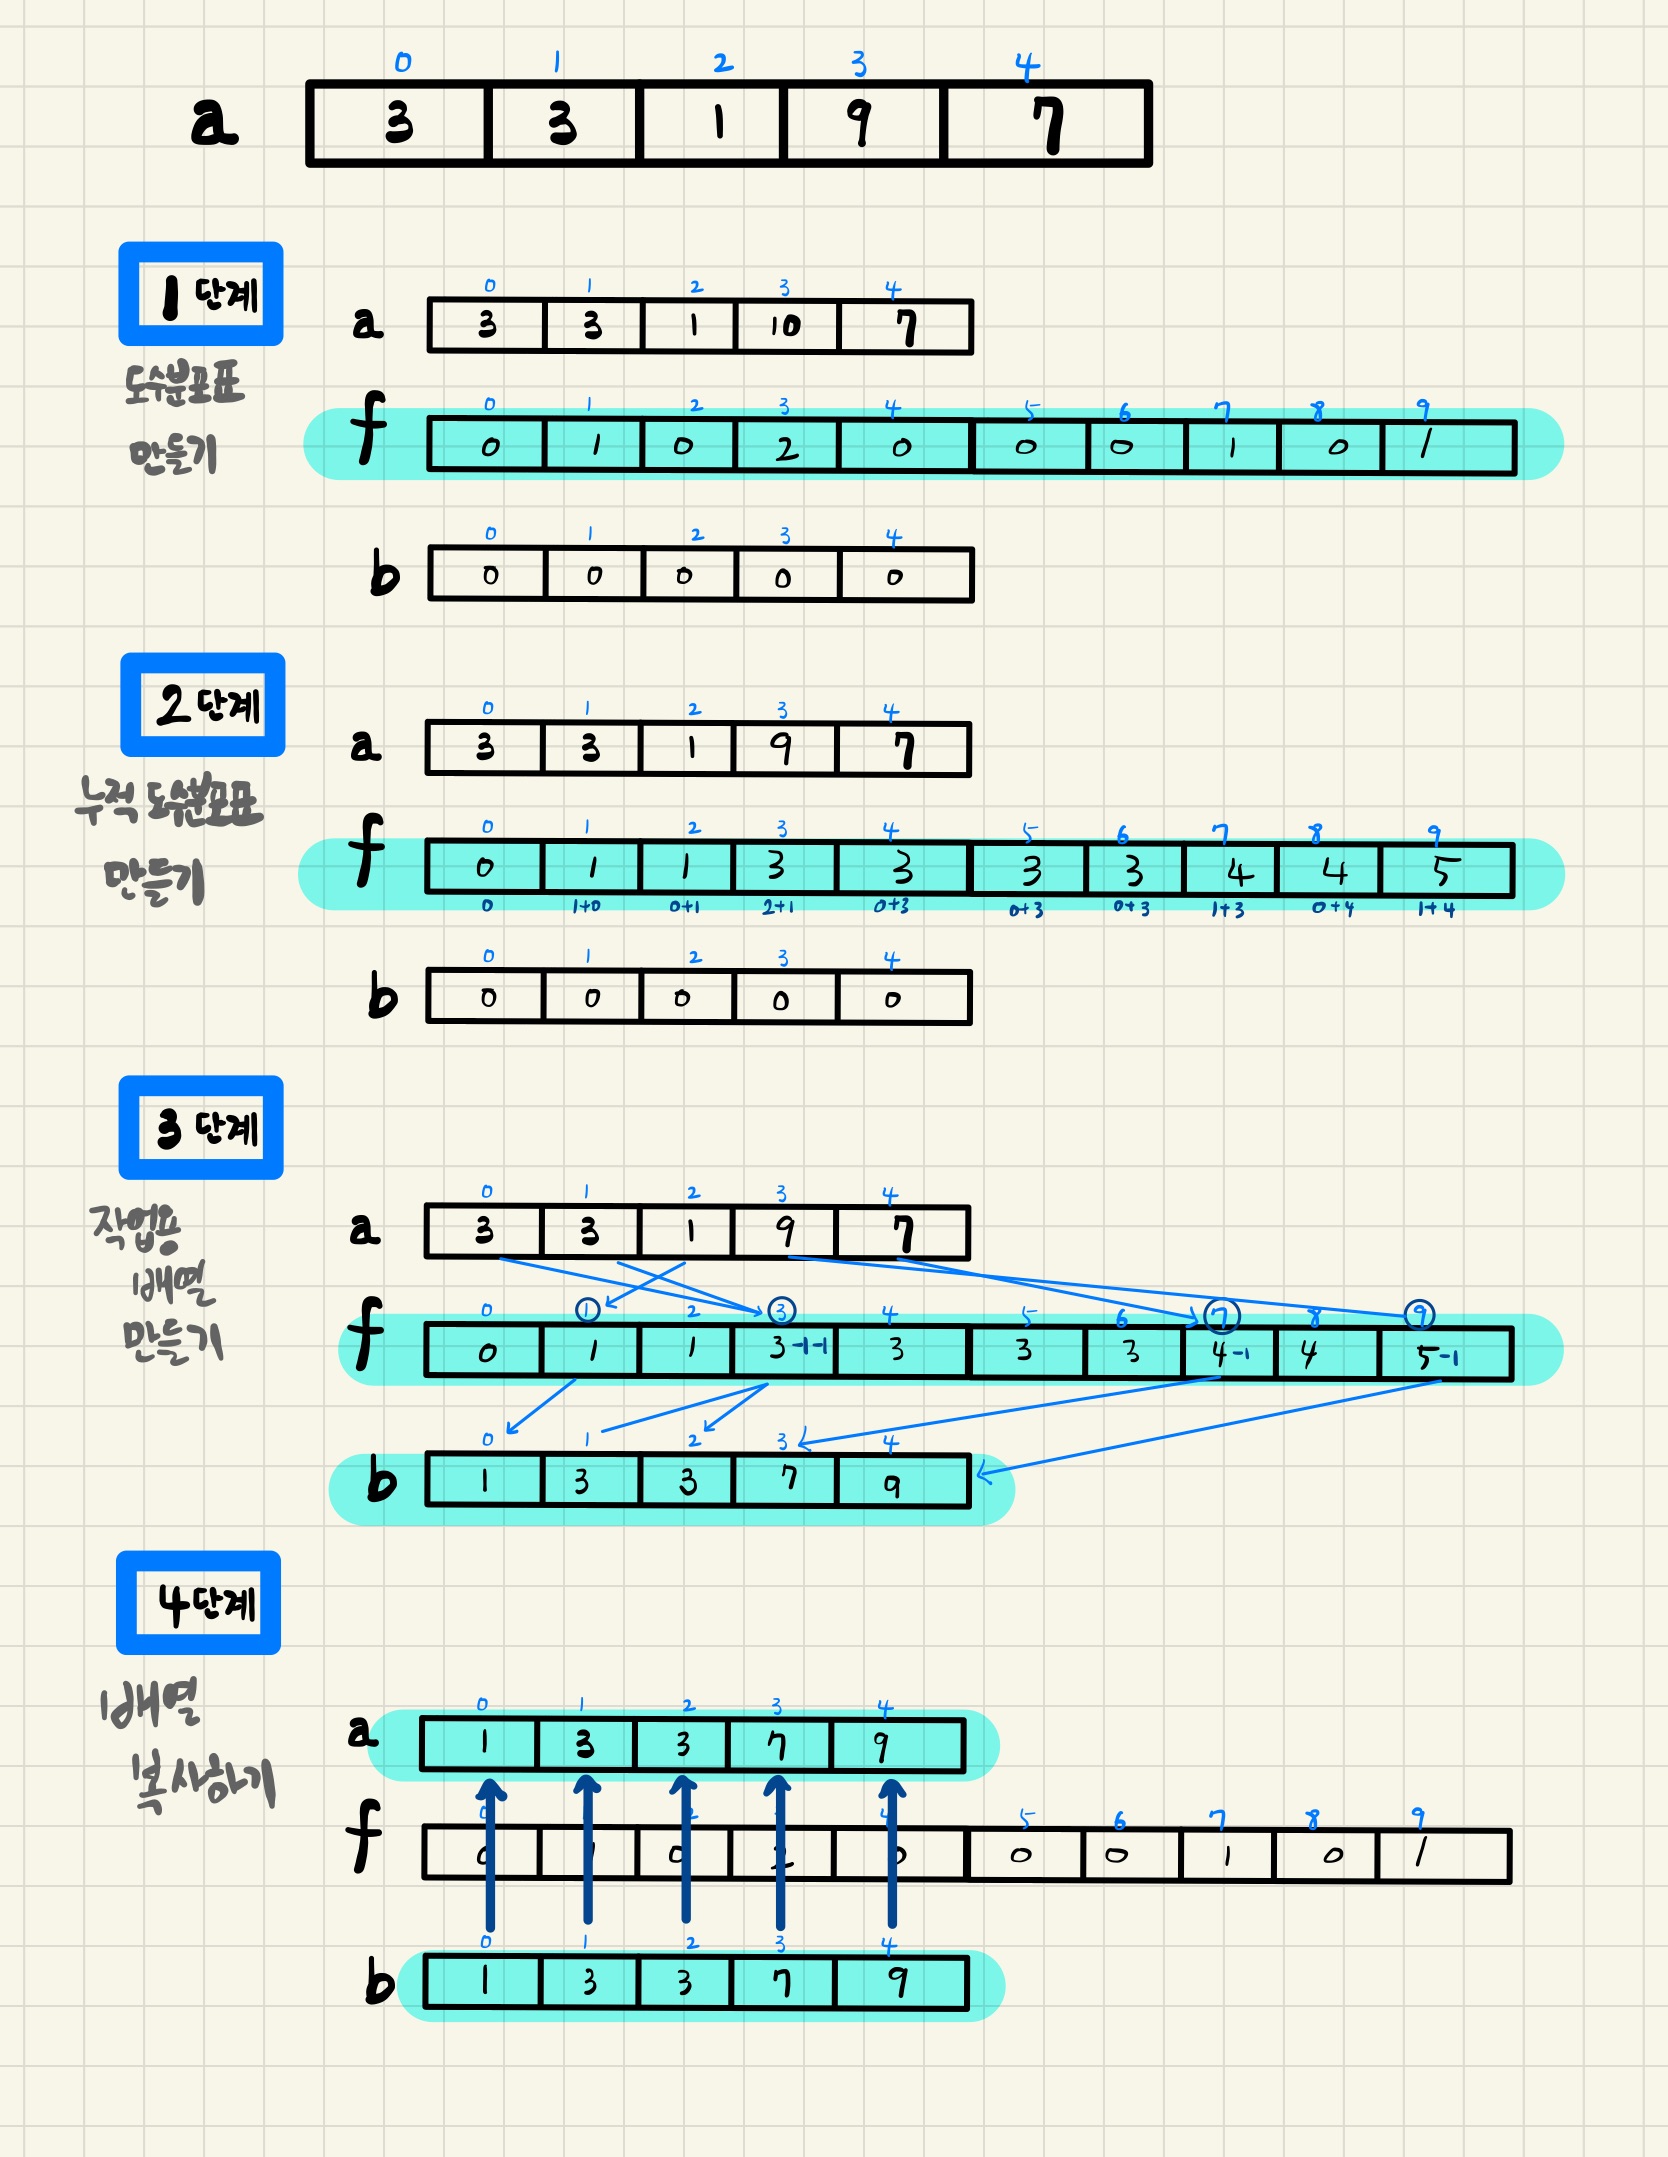 0 1 2 3 4
a 3 3 1 9 7
1 단계
도수분포표
만들기
0 1 2 3 4
a 3 3 1 10 7
0 1 2 3 4 5 6 7 8 9
f 0 1 0 2 0 0 0 1 0 1
0 1 2 3 4
b 0 0 0 0 0
2 단계
누적 도수분포표
만들기
0 1 2 3 4
a 3 3 1 9 7
0 1 2 3 4 5 6 7 8 9
f 0 1 1 3 3 3 3 4 4 5
0 1+0 0+1 2+1 0+3 0+3 0+3 1+3 0+4 1+4
0 1 2 3 4
b 0 0 0 0 0
3 단계
작업용
배열
만들기
0 1 2 3 4
a 3 3 1 9 7
0 1 2 3 4 5 6 7 8 9
f 0 1 1 3-1-1 3 3 3 4-1 4 5-1
0 1 2 3 4
b 1 3 3 7 9
4단계
배열
복사하기
0 1 2 3 4
a 1 3 3 7 9
0 2 4 5 6 7 8 9
f 0 1 0 2 0 0 0 1 0 1
0 1 2 3 4
b 1 3 3 7 9